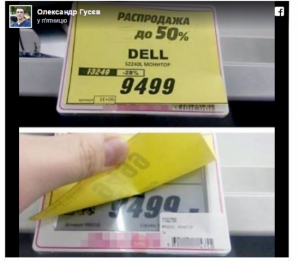 Олександр Гусєв
у п'ятницю
РАСПРОДАЖА
до 50%
DELL
S2240L МОНИТОР
13249 -28%
9499
9499